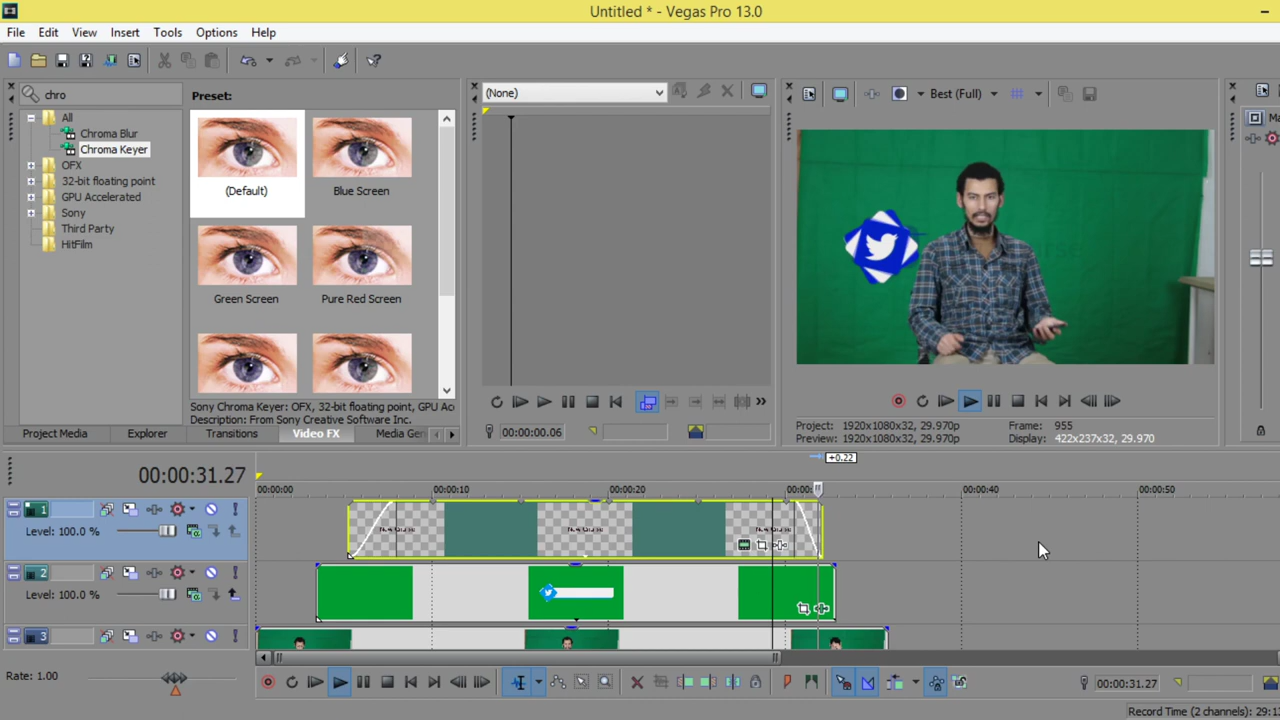 Untitled * - Vegas Pro 13.0
File Edit View Insert Tools Options Help
chro
Preset:
(None)
Best (Full)
All
Chroma Blur
Chroma Keyer
OFX
32-bit floating point
GPU Accelerated
Sony
Third Party
HitFilm
(Default)
Blue Screen
Green Screen
Pure Red Screen
Sony Chroma Keyer: OFX, 32-bit floating point, GPU Ac
Description: From Sony Creative Software Inc.
Project Media Explorer Transitions Video FX Media Gen
00:00:00.06
Project: 1920x1080x32, 29.970p
Frame: 955
Preview: 1920x1080x32, 29.970p
Display: 422x237x32, 29.970
+0.22
00:00:31.27
00:00:00 00:00:10 00:00:20 00:00: 00:00:40 00:00:50
1
Level: 100.0 %
2
Level: 100.0 %
3
Rate: 1.00
00:00:31.27
Record Time (2 channels): 29:1